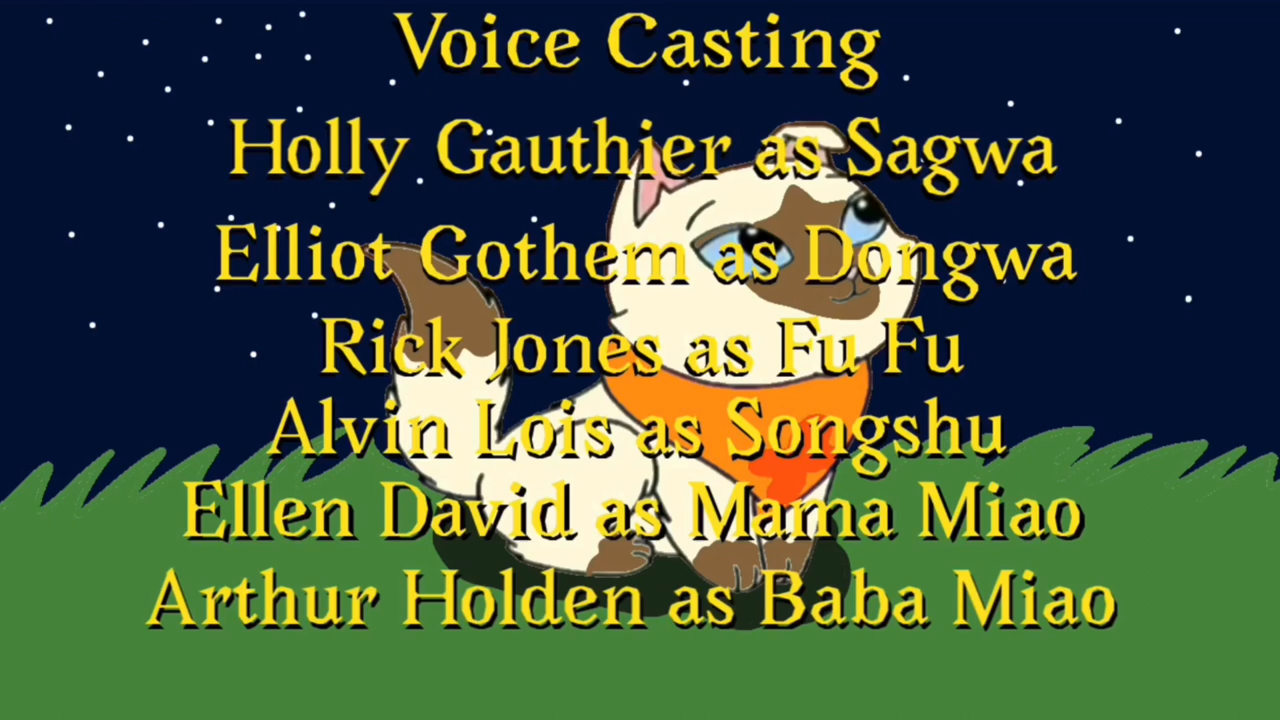 Voice Casting
Holly Gauthier as Sagwa
Elliot Gothem as Dongwa
Rick Jones as Fu Fu
Alvin Lois as Songshu
Ellen David as Mama Miao
Arthur Holden as Baba Miao